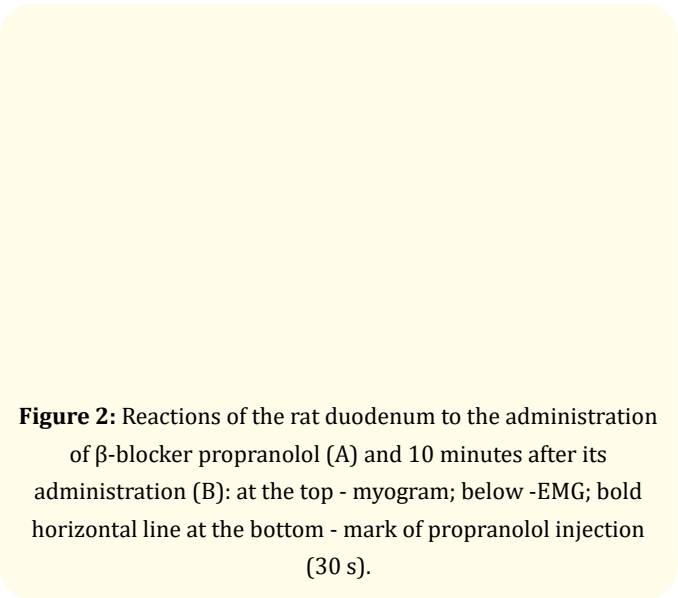 Figure 2: Reactions of the rat duodenum to the administration
of β-blocker propranolol (A) and 10 minutes after its
administration (B): at the top - myogram; below -EMG; bold
horizontal line at the bottom - mark of propranolol injection
(30 s).